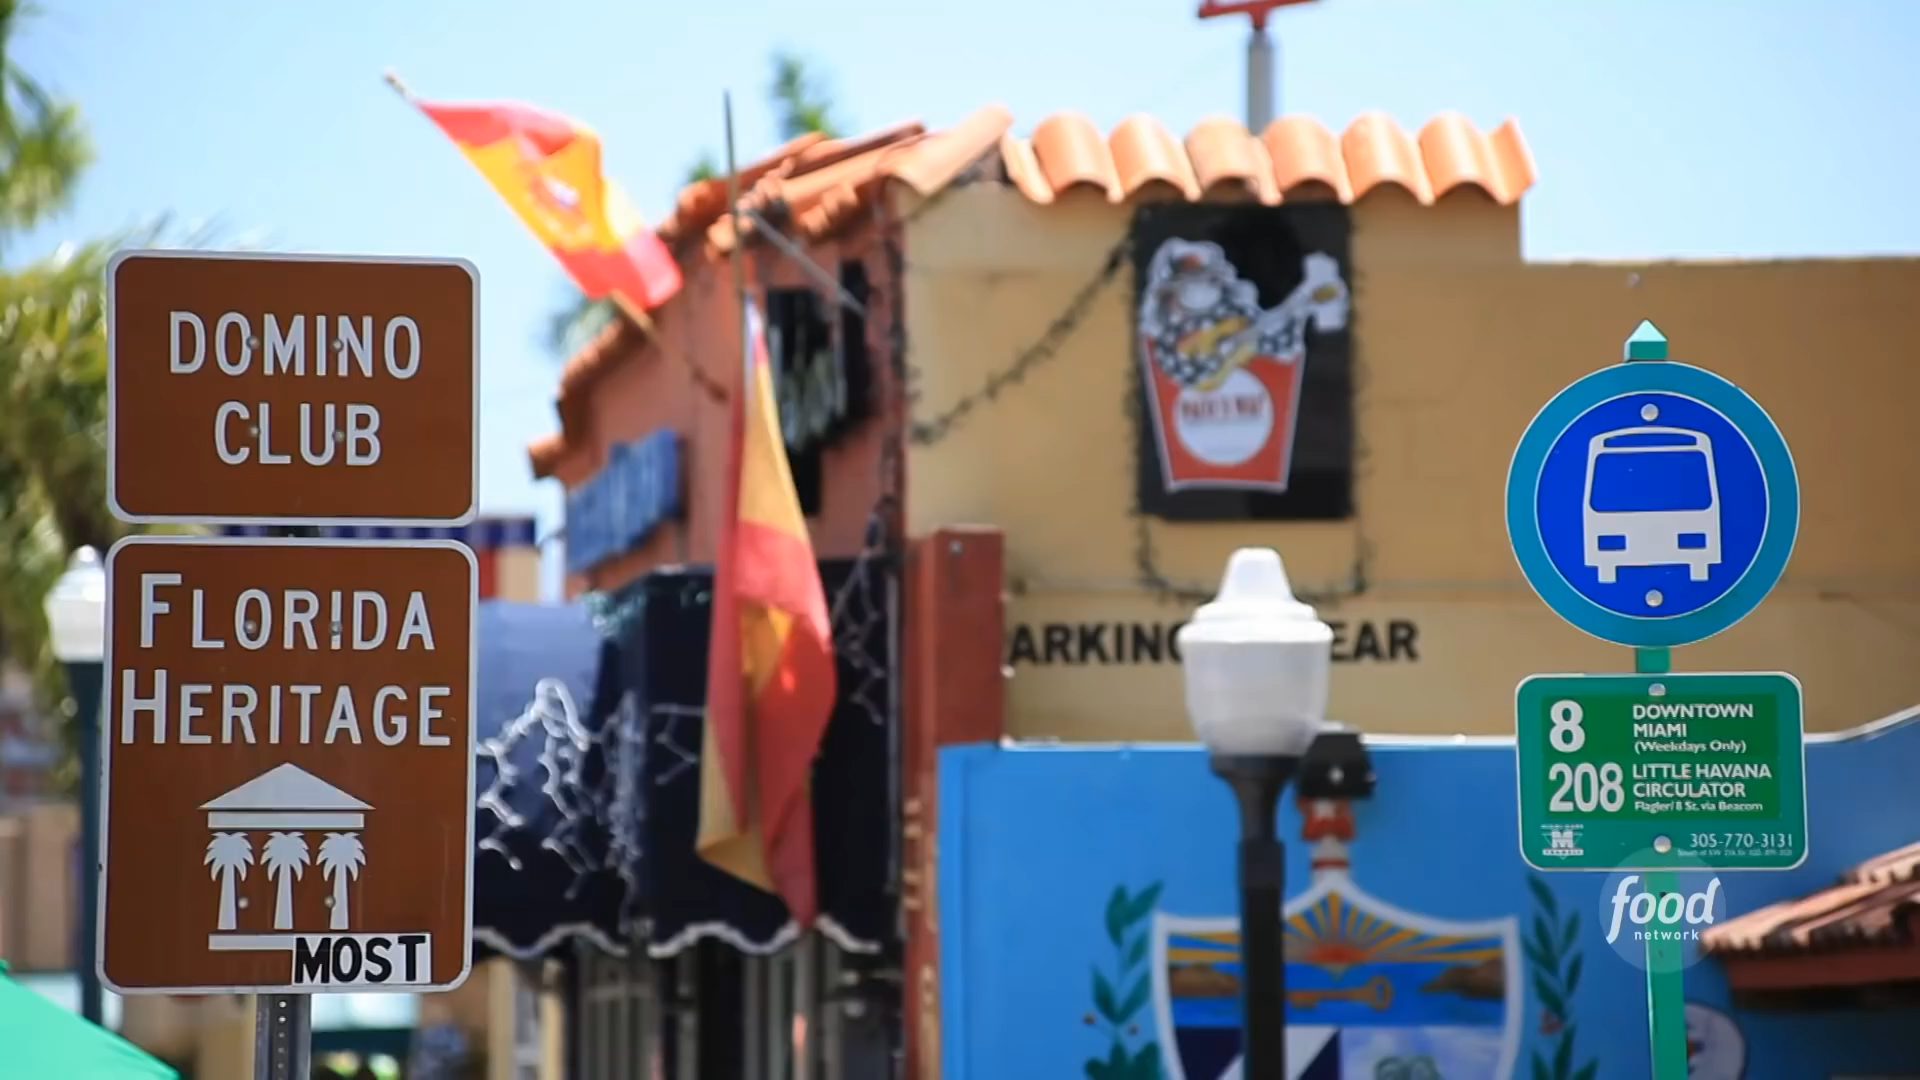 DOMINO
CLUB
FLORIDA
HERITAGE
MOST
ARKING
EAR
8
DOWNTOWN
MIAMI
(Weekdays Only)
208
LITTLE HAVANA
CIRCULATOR
Flagler/8 St. via Beacom
305-770-3131
food
network